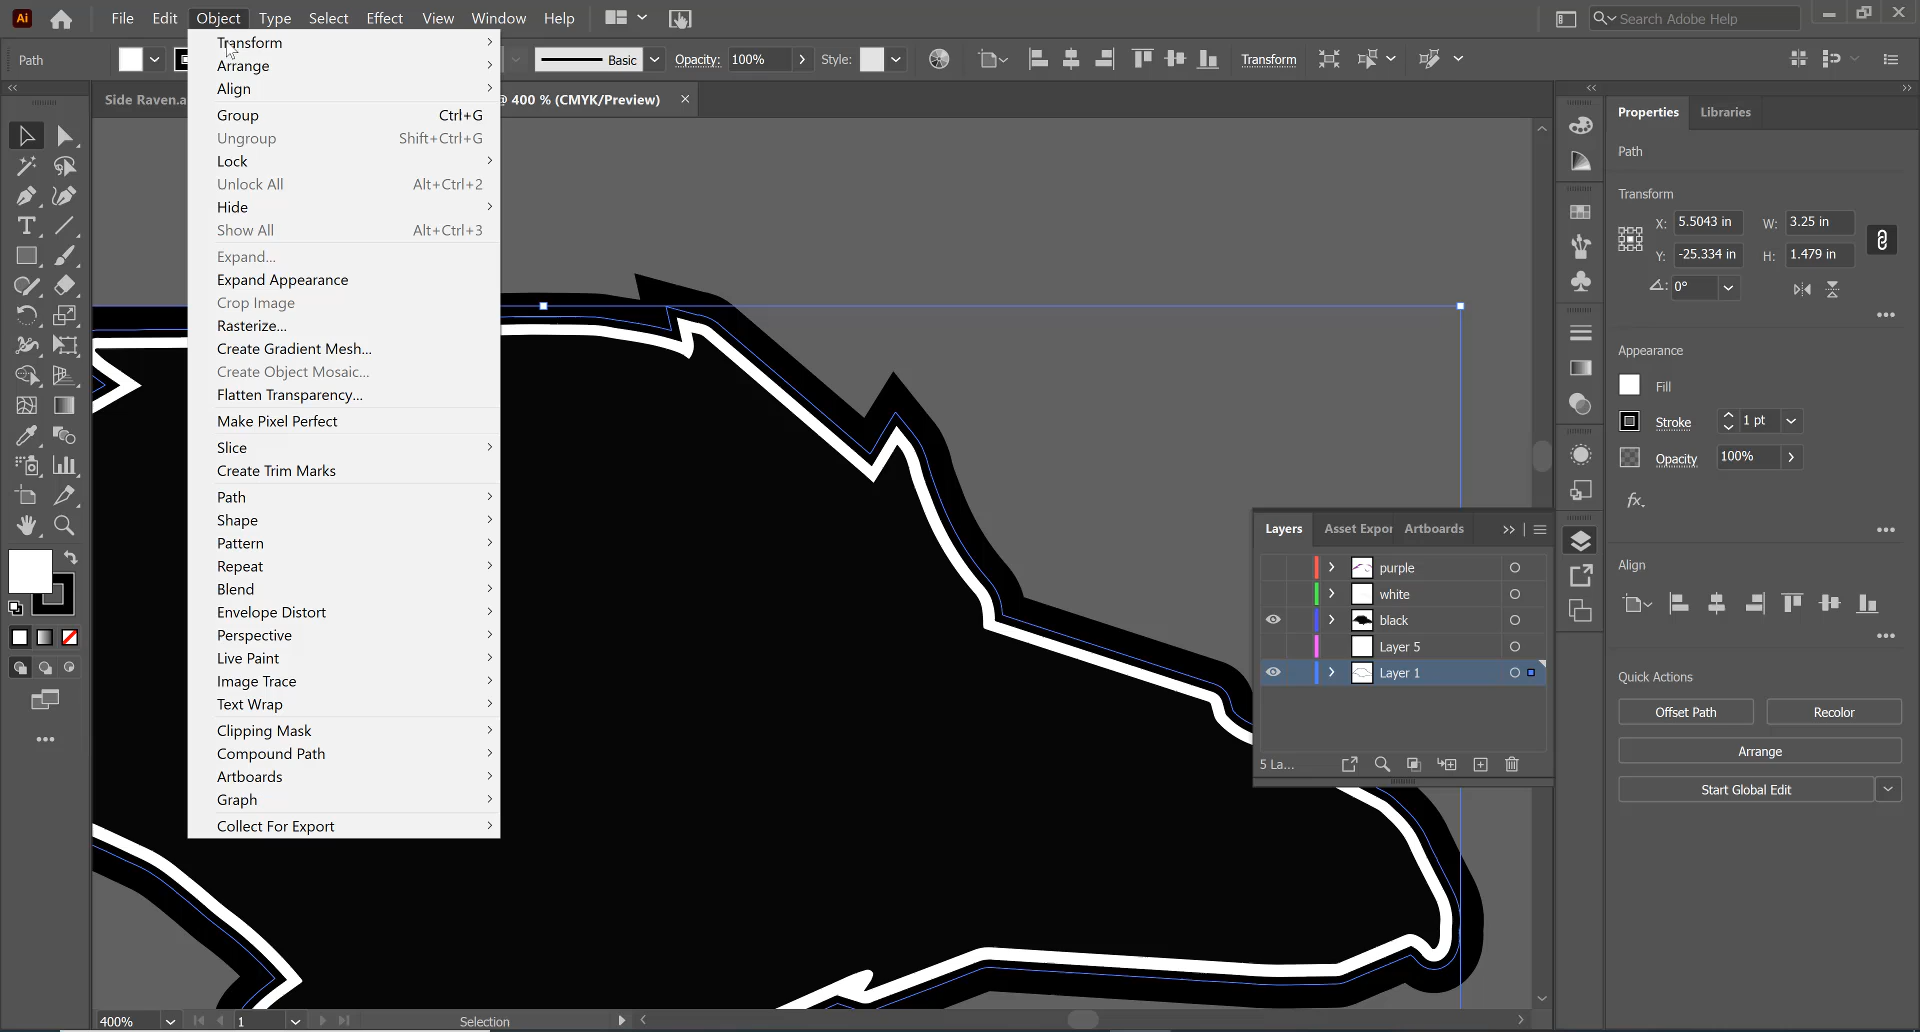 Ai File Edit Object Type Select Effect View Window Help Search Adobe Help
Path Basic Opacity: 100% Style: Transform
Side Raven.a @ 400 % (CMYK/Preview)
Transform
Arrange
Align
Group Ctrl+G
Ungroup Shift+Ctrl+G
Lock
Unlock All Alt+Ctrl+2
Hide
Show All Alt+Ctrl+3
Expand...
Expand Appearance
Crop Image
Rasterize...
Create Gradient Mesh...
Create Object Mosaic...
Flatten Transparency...
Make Pixel Perfect
Slice
Create Trim Marks
Path
Shape
Pattern
Repeat
Blend
Envelope Distort
Perspective
Live Paint
Image Trace
Text Wrap
Clipping Mask
Compound Path
Artboards
Graph
Collect For Export
Layers Asset Expor Artboards
purple
white
black
Layer 5
Layer 1
5 La...
Properties Libraries
Path
Transform
X: 5.5043 in W: 3.25 in
Y: -25.334 in H: 1.479 in
0°
Appearance
Fill
Stroke 1 pt
Opacity 100%
fx.
Align
Quick Actions
Offset Path Recolor
Arrange
Start Global Edit
400% 1 Selection